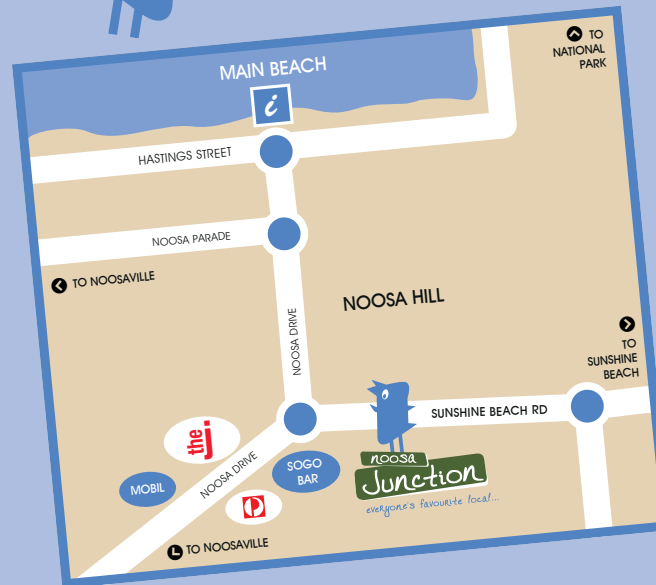 TO
NATIONAL
PARK
MAIN BEACH
i
HASTINGS STREET
NOOSA PARADE
TO NOOSAVILLE
NOOSA HILL
NOOSA DRIVE
TO
SUNSHINE
BEACH
SUNSHINE BEACH RD
the j
NOOSA DRIVE
SOGO
BAR
MOBIL
noosa
Junction
everyone's favourite local...
P
TO NOOSAVILLE